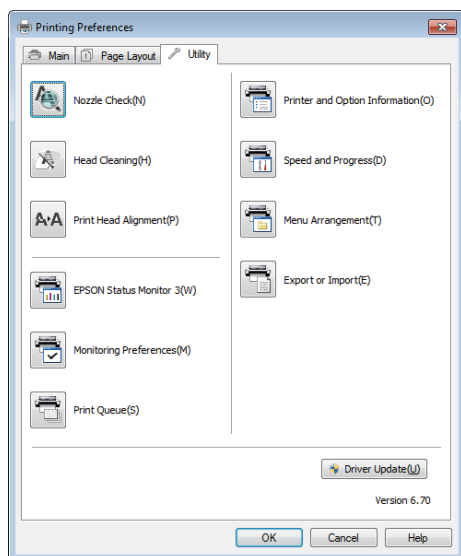 Printing Preferences
Main
Page Layout
Utility
Nozzle Check(N)
Head Cleaning(H)
Print Head Alignment(P)
EPSON Status Monitor 3(W)
Monitoring Preferences(M)
Print Queue(S)
Printer and Option Information(O)
Speed and Progress(D)
Menu Arrangement(T)
Export or Import(E)
Driver Update(U)
Version 6.70
OK
Cancel
Help